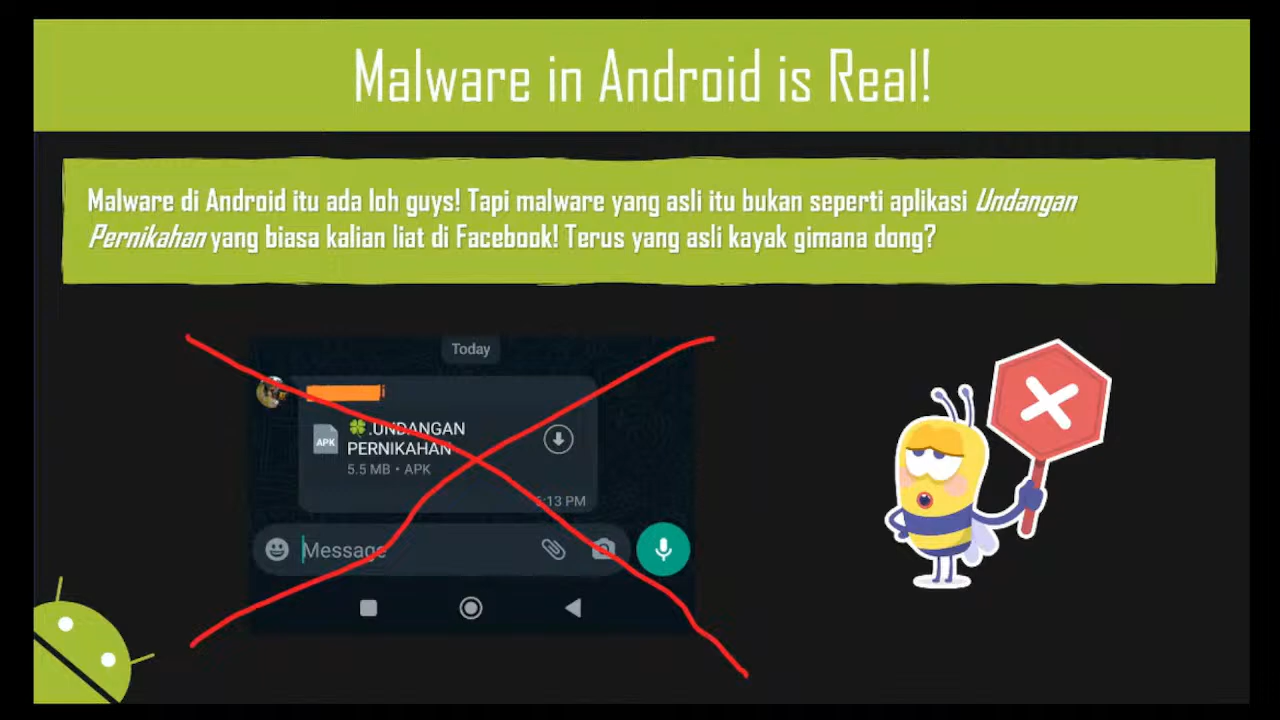 Malware in Android is Real!
Malware di Android itu ada loh guys! Tapi malware yang asli itu bukan seperti aplikasi Undangan
Pernikahan yang biasa kalian liat di Facebook! Terus yang asli kayak gimana dong?
Today
APK
🍀.UNDANGAN
PERNIKAHAN
5.5 MB • APK
:13 PM
Message